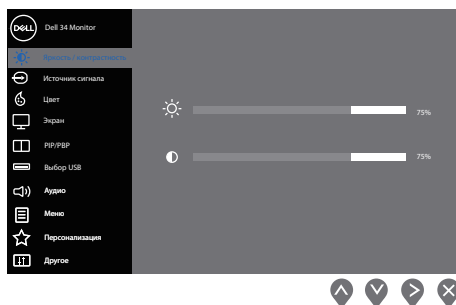 DELL
Dell 34 Monitor
Яркость / контрастность
Источник сигнала
Цвет
Экран
PIP/PBP
Выбор USB
Аудио
Меню
Персонализация
Другое
75%
75%